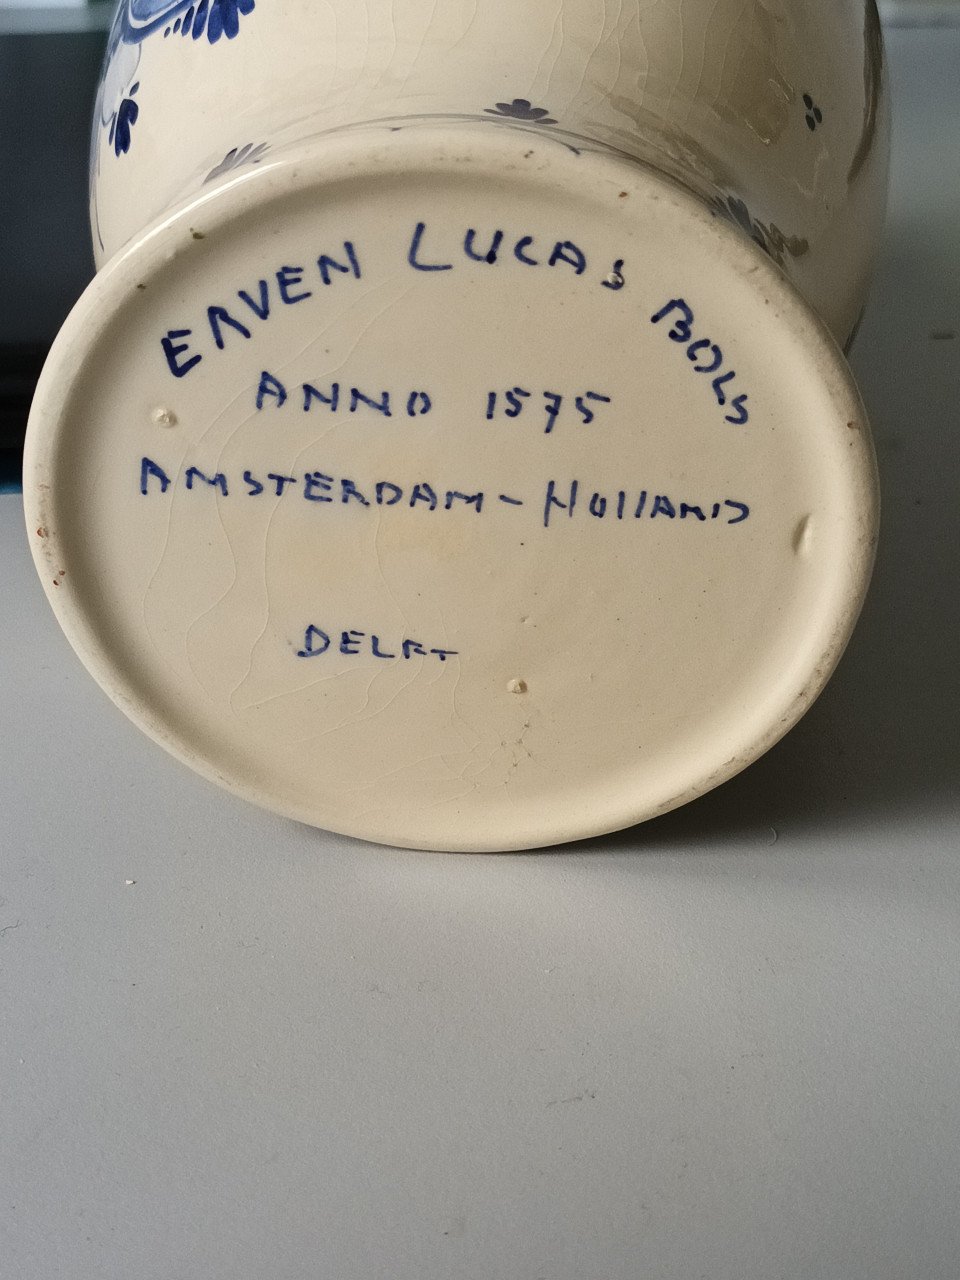 ERVEN LUCAS BOLS
ANNO 1575
AMSTERDAM - HOLLAND
DELFT